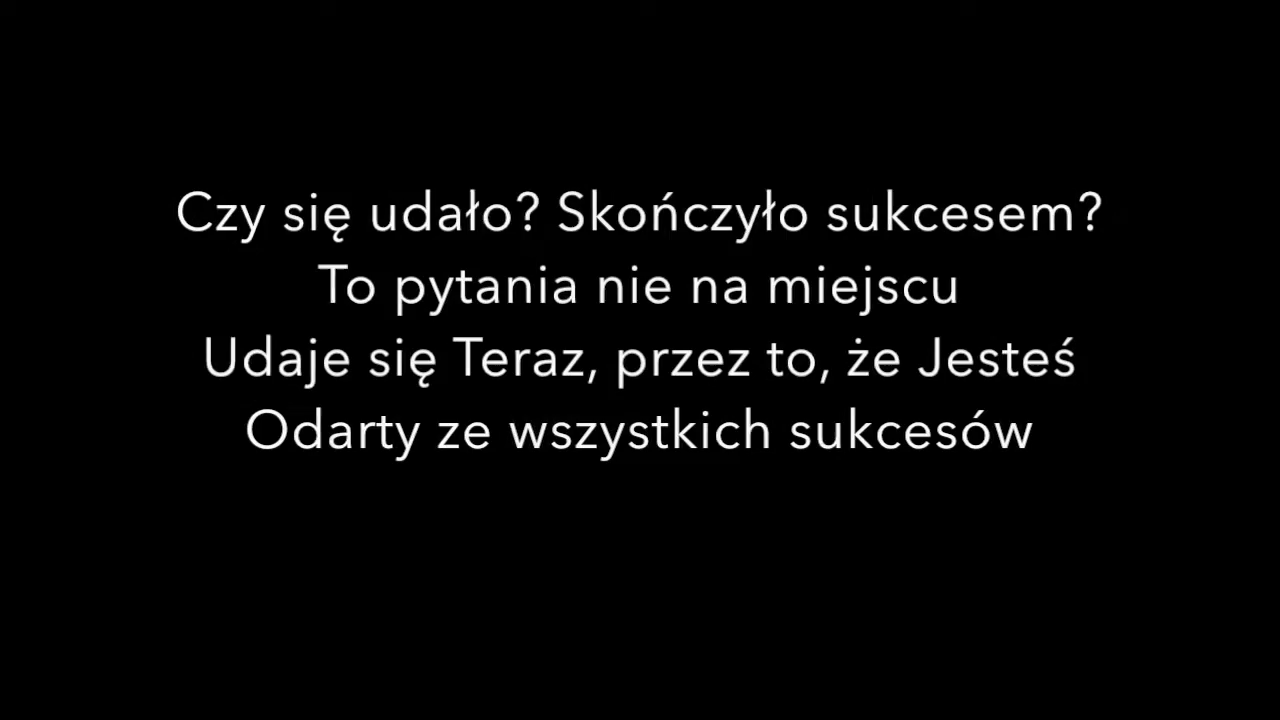 Czy się udało? Skończyło sukcesem?
To pytania nie na miejscu
Udaje się Teraz, przez to, że Jesteś
Odarty ze wszystkich sukcesów